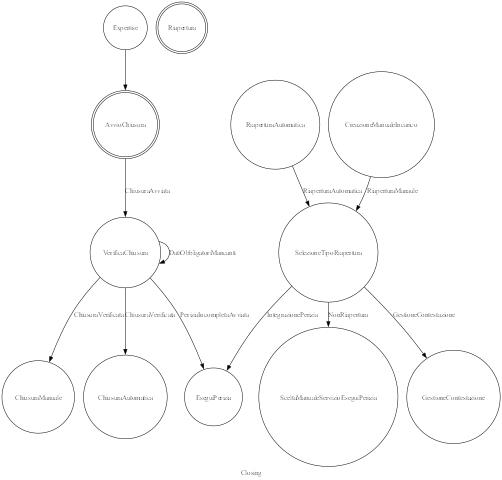 Expertise
Riapertura
AvvioChiusura
RiaperturaAutomatica
CreazioneManualeIncarico
ChiusuraAvviata
RiaperturaAutomatica
RiaperturaManuale
VerificaChiusura
DatiObbligatoriMancanti
SelezioneTipoRiapertura
ChiusuraVerificata
ChiusuraVerificata
PeriziaIncompletaAvviata
IntegrazionePerizia
NonRiapertura
GestioneContestazione
ChiusuraManuale
ChiusuraAutomatica
EseguiPerizia
SceltaManualeServizioEseguiPerizia
GestioneContestazione
Closing